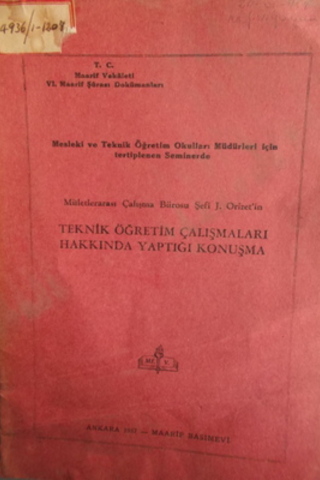 4936/1-1208
T. C.
Maarif Vekâleti
VI. Maarif Şûrası Dokümanları
Mesleki ve Teknik Öğretim Okulları Müdürleri için
tertiplenen Seminerde
Milletlerarası Çalışma Bürosu Şefi J. Orizet'in
TEKNİK ÖĞRETİM ÇALIŞMALARI
HAKKINDA YAPTIĞI KONUŞMA
ANKARA — MAARİF BASIMEVİ